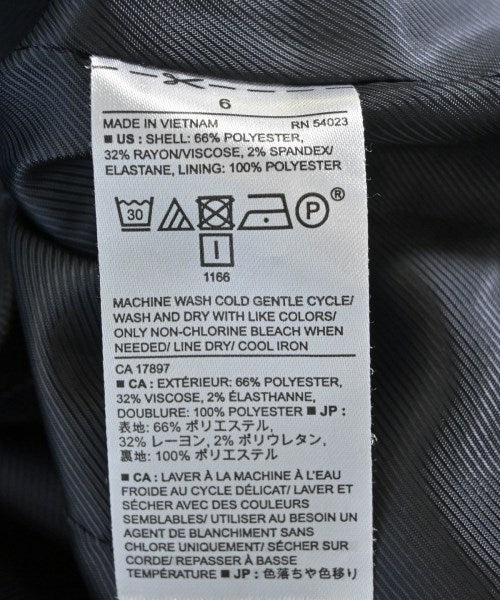 6
MADE IN VIETNAM RN 54023
■ US : SHELL: 66% POLYESTER,
32% RAYON/VISCOSE, 2% SPANDEX/
ELASTANE, LINING: 100% POLYESTER
30 P®
1166
MACHINE WASH COLD GENTLE CYCLE/
WASH AND DRY WITH LIKE COLORS/
ONLY NON-CHLORINE BLEACH WHEN
NEEDED/ LINE DRY/ COOL IRON
CA 17897
■ CA : EXTÉRIEUR: 66% POLYESTER,
32% VISCOSE, 2% ÉLASTHANNE,
DOUBLURE: 100% POLYESTER ■ JP :
表地: 66% ポリエステル,
32% レーヨン, 2% ポリウレタン,
裏地: 100% ポリエステル
■ CA : LAVER À LA MACHINE À L'EAU
FROIDE AU CYCLE DÉLICAT/ LAVER ET
SÉCHER AVEC DES COULEURS
SEMBLABLES/ UTILISER AU BESOIN UN
AGENT DE BLANCHIMENT SANS
CHLORE UNIQUEMENT/ SÉCHER SUR
CORDE/ REPASSER À BASSE
TEMPÉRATURE ■ JP : 色落ちや色移り